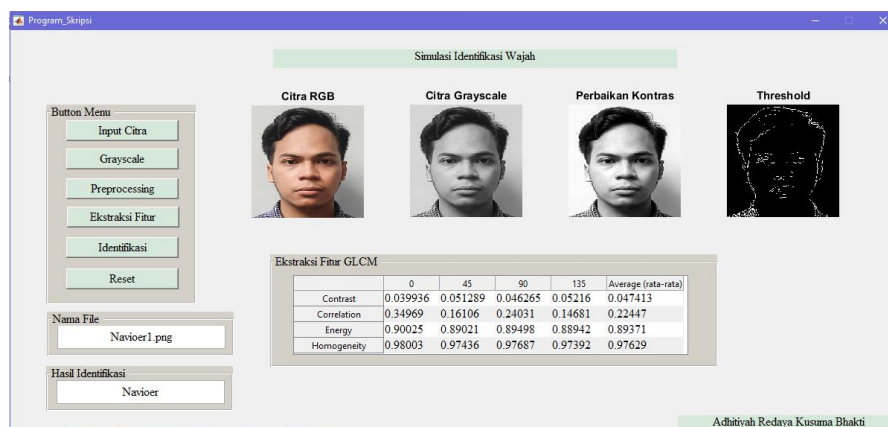 Program_Skripsi
Simulasi Identifikasi Wajah
Citra RGB Citra Grayscale Perbaikan Kontras Threshold
Button Menu
Input Citra
Grayscale
Preprocessing
Ekstraksi Fitur
Identifikasi
Reset
Nama File
Navioer1.png
Hasil Identifikasi
Navioer
Ekstraksi Fitur GLCM
0 45 90 135 Average (rata-rata)
Contrast 0.039936 0.051289 0.046265 0.05216 0.047413
Correlation 0.34969 0.16106 0.24031 0.14681 0.22447
Energy 0.90025 0.89021 0.89498 0.88942 0.89371
Homogeneity 0.98003 0.97436 0.97687 0.97392 0.97629
Adhitiyah Redaya Kusuma Bhakti